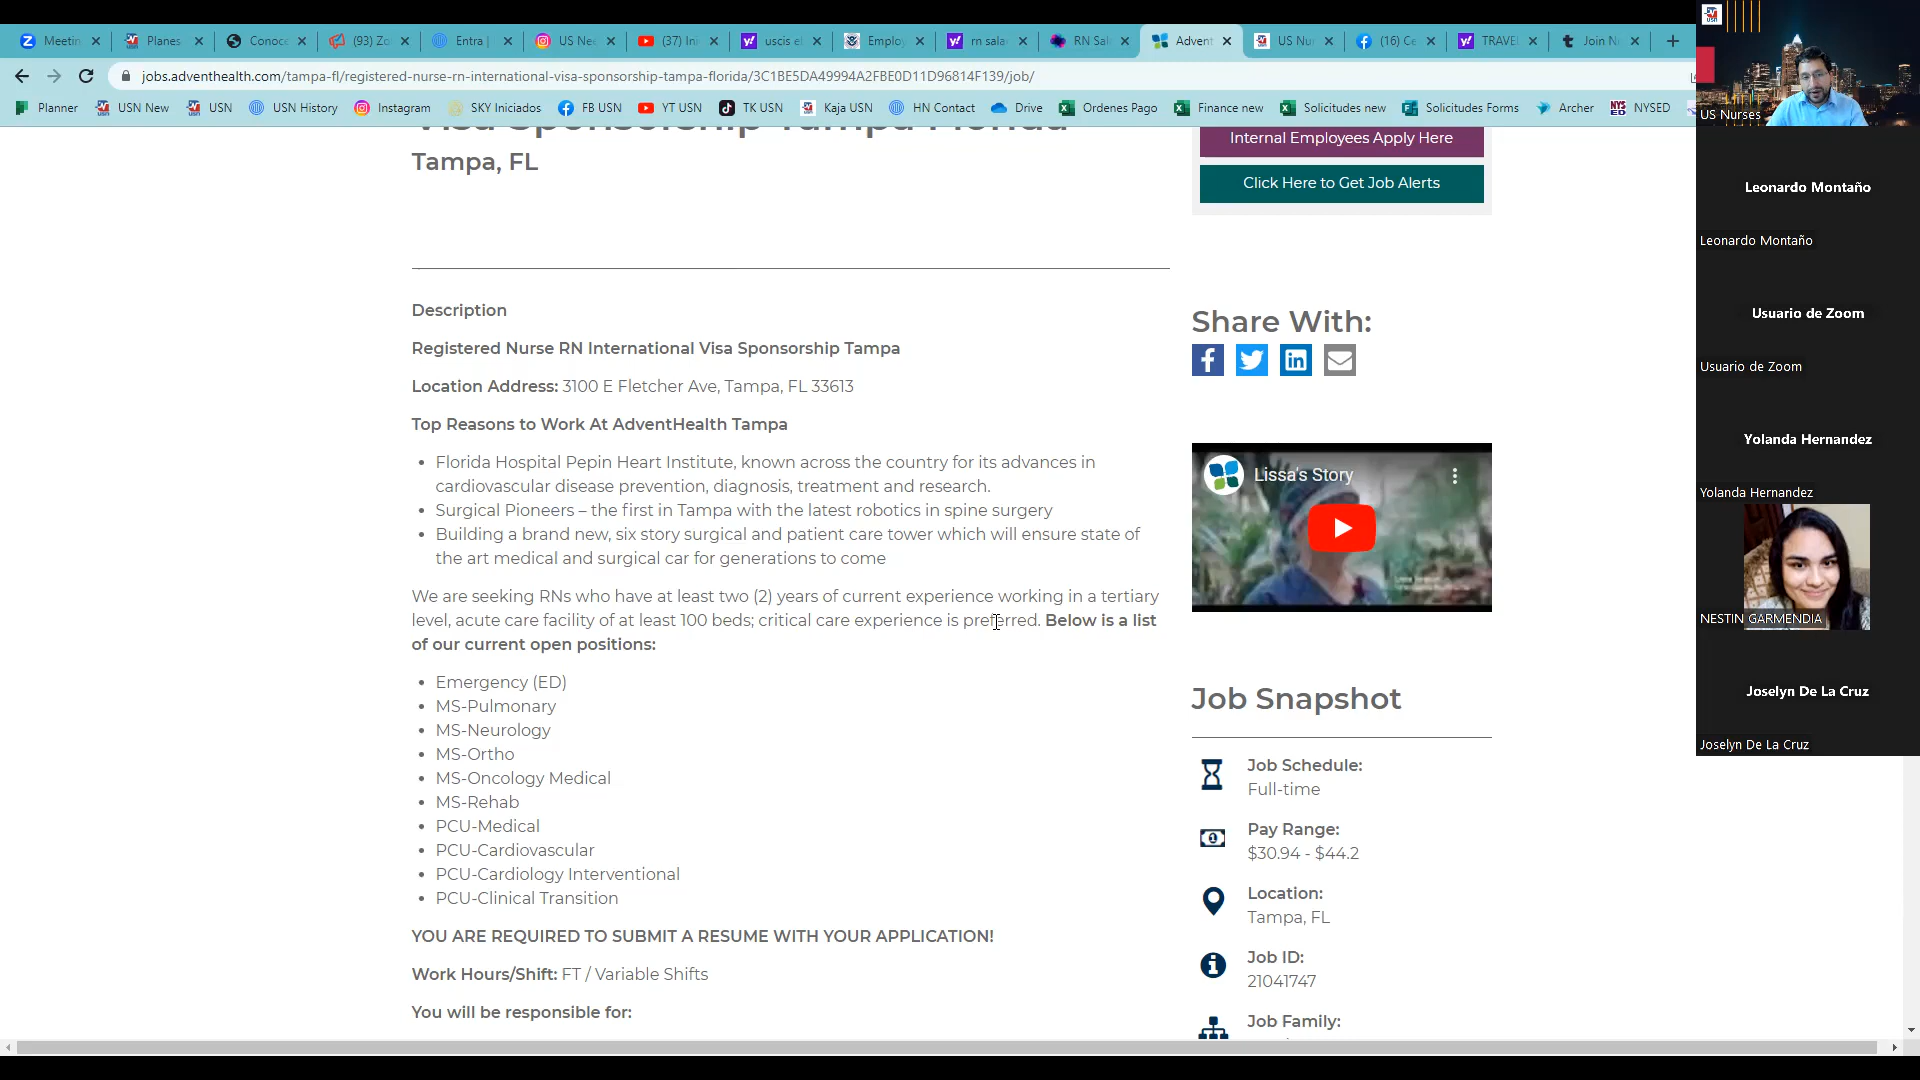 Meetin
Planes
Conoc
(93) Zo
Entra |
US Nee
(37) In
uscis el
Employ
rn sala
RN Sal
Advent
US Nur
(16) Ce
TRAVE
Join N
jobs.adventhealth.com/tampa-fl/registered-nurse-rn-international-visa-sponsorship-tampa-florida/3C1BE5DA49994A2FBE0D11D96814F139/job/
Planner
USN New
USN
USN History
Instagram
SKY Iniciados
FB USN
YT USN
TK USN
Kaja USN
HN Contact
Drive
Ordenes Pago
Finance new
Solicitudes new
Solicitudes Forms
Archer
NYSED
Visa Sponsorship Tampa Florida
Tampa, FL
Description
Registered Nurse RN International Visa Sponsorship Tampa
Location Address: 3100 E Fletcher Ave, Tampa, FL 33613
Top Reasons to Work At AdventHealth Tampa
• Florida Hospital Pepin Heart Institute, known across the country for its advances in
cardiovascular disease prevention, diagnosis, treatment and research.
• Surgical Pioneers – the first in Tampa with the latest robotics in spine surgery
• Building a brand new, six story surgical and patient care tower which will ensure state of
the art medical and surgical car for generations to come
We are seeking RNs who have at least two (2) years of current experience working in a tertiary
level, acute care facility of at least 100 beds; critical care experience is preferred. Below is a list
of our current open positions:
• Emergency (ED)
• MS-Pulmonary
• MS-Neurology
• MS-Ortho
• MS-Oncology Medical
• MS-Rehab
• PCU-Medical
• PCU-Cardiovascular
• PCU-Cardiology Interventional
• PCU-Clinical Transition
YOU ARE REQUIRED TO SUBMIT A RESUME WITH YOUR APPLICATION!
Work Hours/Shift: FT / Variable Shifts
You will be responsible for:
Internal Employees Apply Here
Click Here to Get Job Alerts
Share With:
Lissa's Story
Job Snapshot
Job Schedule:
Full-time
Pay Range:
$30.94 - $44.2
Location:
Tampa, FL
Job ID:
21041747
Job Family:
US Nurses
Leonardo Montaño
Leonardo Montaño
Usuario de Zoom
Usuario de Zoom
Yolanda Hernandez
Yolanda Hernandez
NESTIN GARMENDIA
Joselyn De La Cruz
Joselyn De La Cruz